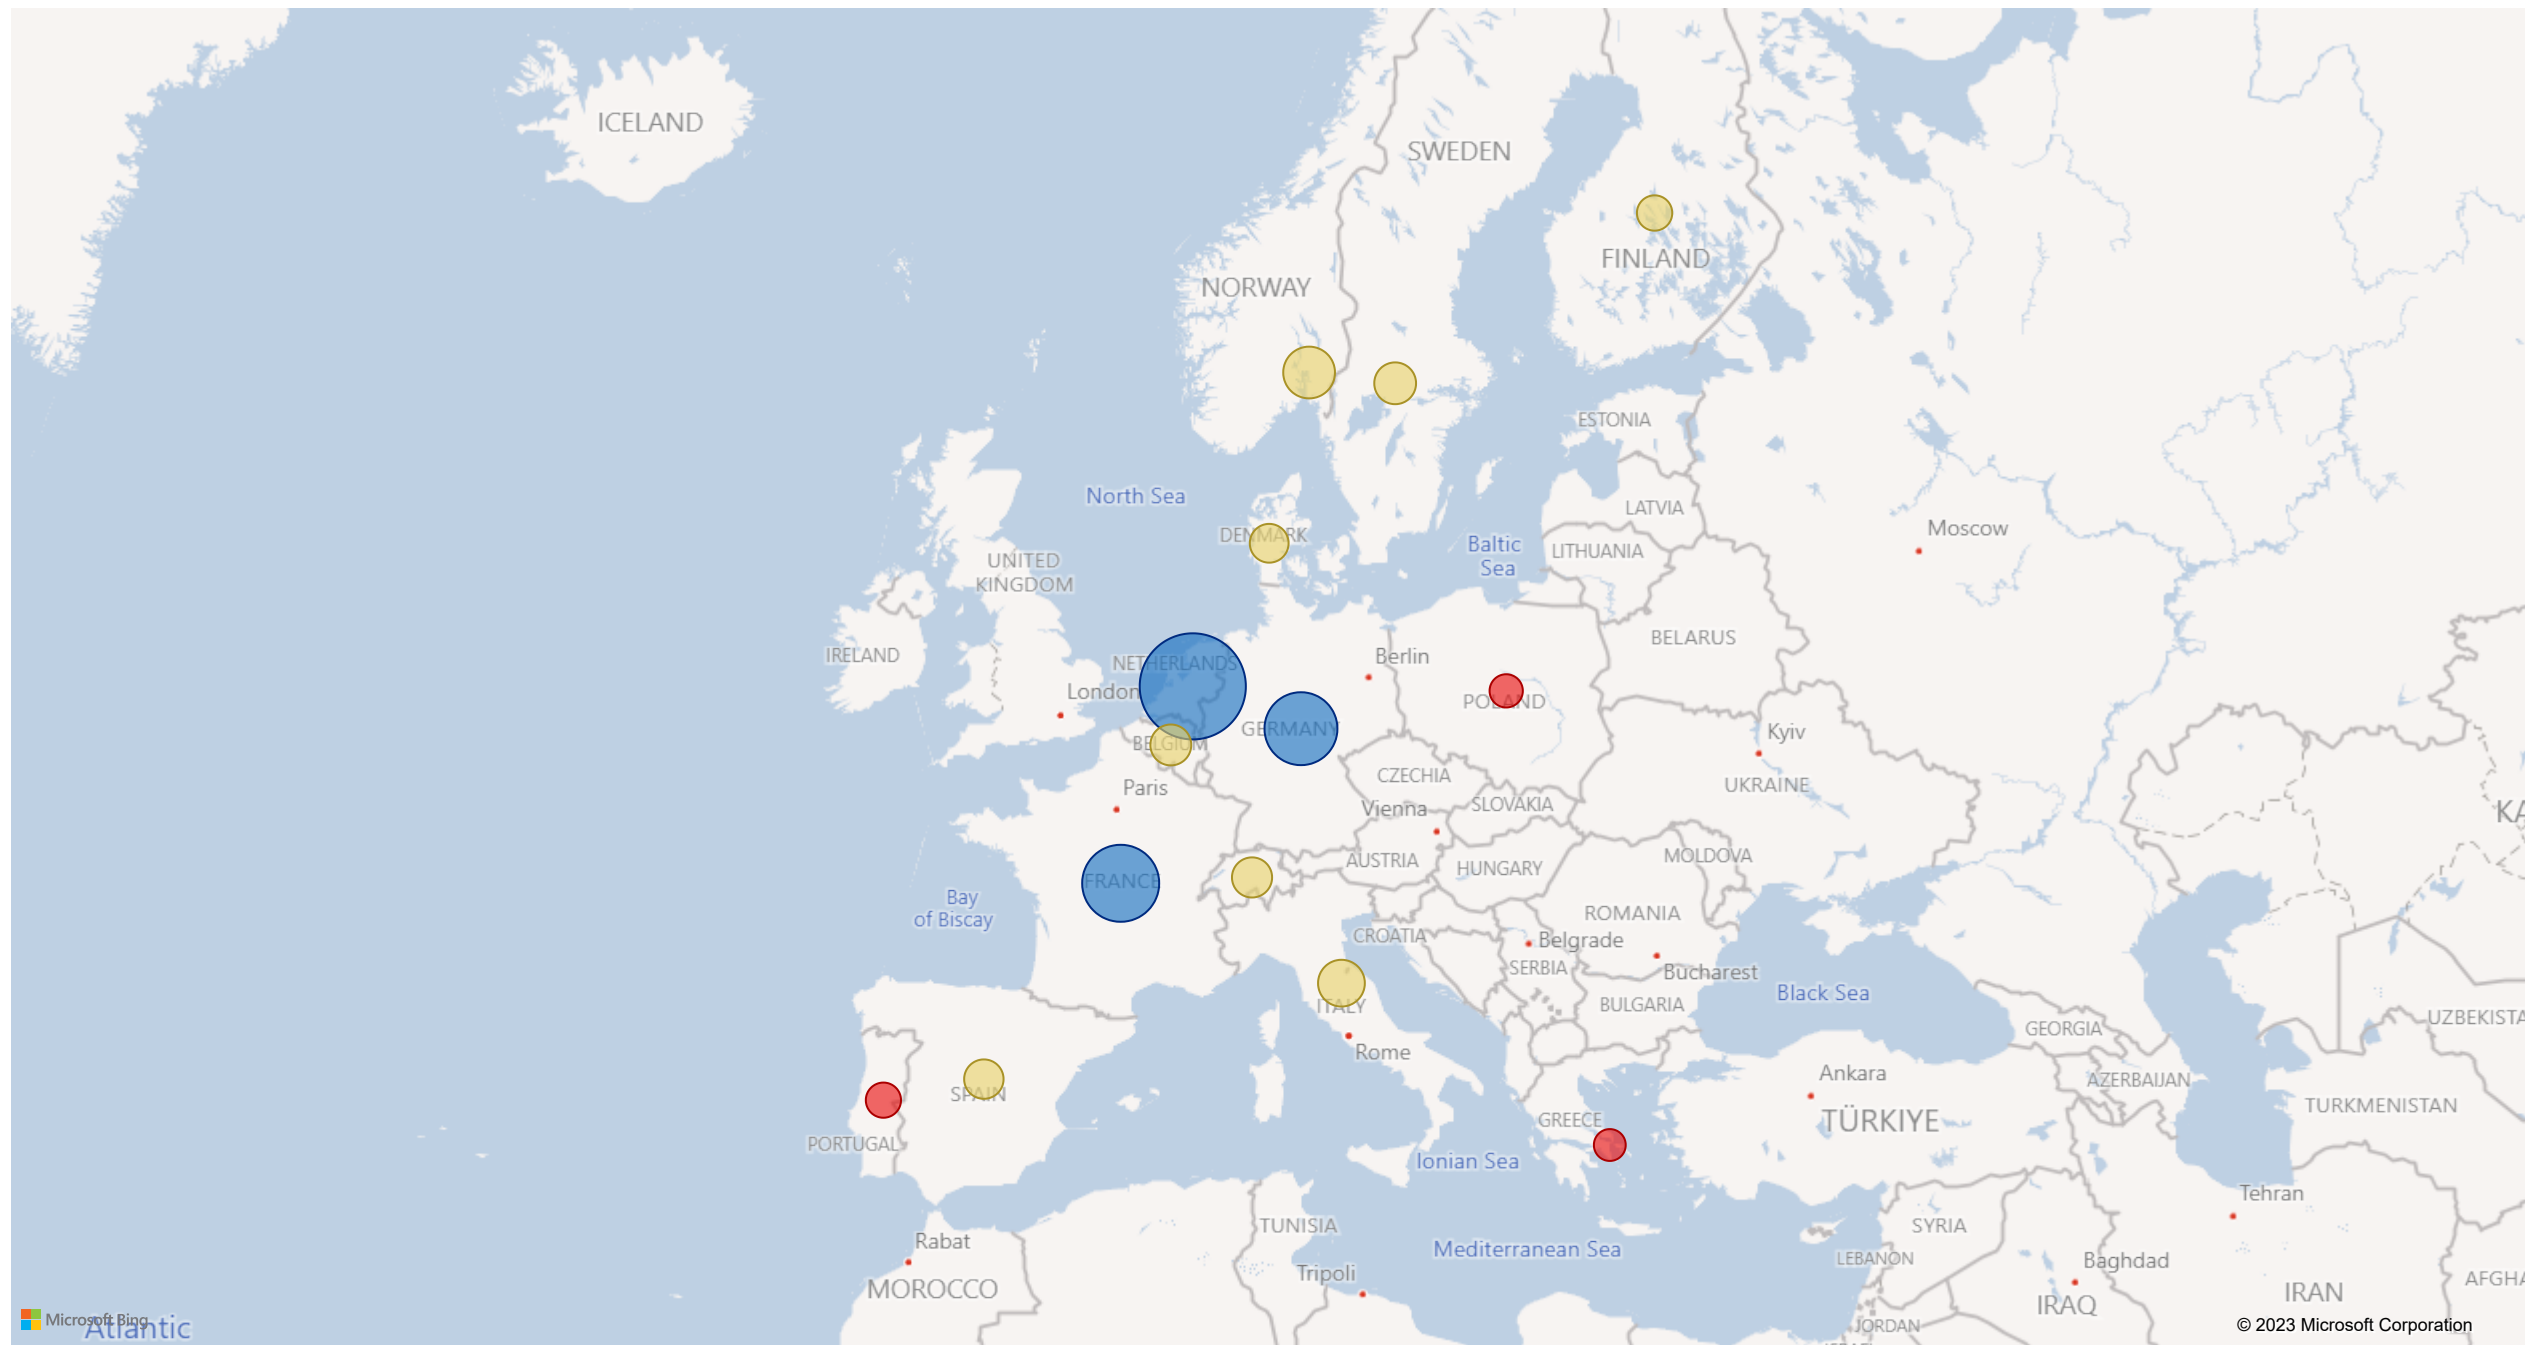 ICELAND
SWEDEN
FINLAND
NORWAY
ESTONIA
North Sea
LATVIA
Moscow
DENMARK
Baltic
Sea
LITHUANIA
UNITED
KINGDOM
BELARUS
IRELAND
NETHERLANDS
Berlin
London
POLAND
GERMANY
Kyiv
BELGIUM
CZECHIA
UKRAINE
Paris
Vienna
SLOVAKIA
KA
AUSTRIA
HUNGARY
MOLDOVA
FRANCE
Bay
of Biscay
ROMANIA
CROATIA
Belgrade
SERBIA
Bucharest
Black Sea
ITALY
BULGARIA
UZBEKISTA
GEORGIA
Rome
Ankara
AZERBAIJAN
SPAIN
TURKMENISTAN
GREECE
TÜRKIYE
PORTUGAL
Ionian Sea
Tehran
TUNISIA
SYRIA
Rabat
Mediterranean Sea
LEBANON
Baghdad
Tripoli
AFGHA
MOROCCO
IRAN
IRAQ
Microsoft Bing
Atlantic
JORDAN
© 2023 Microsoft Corporation